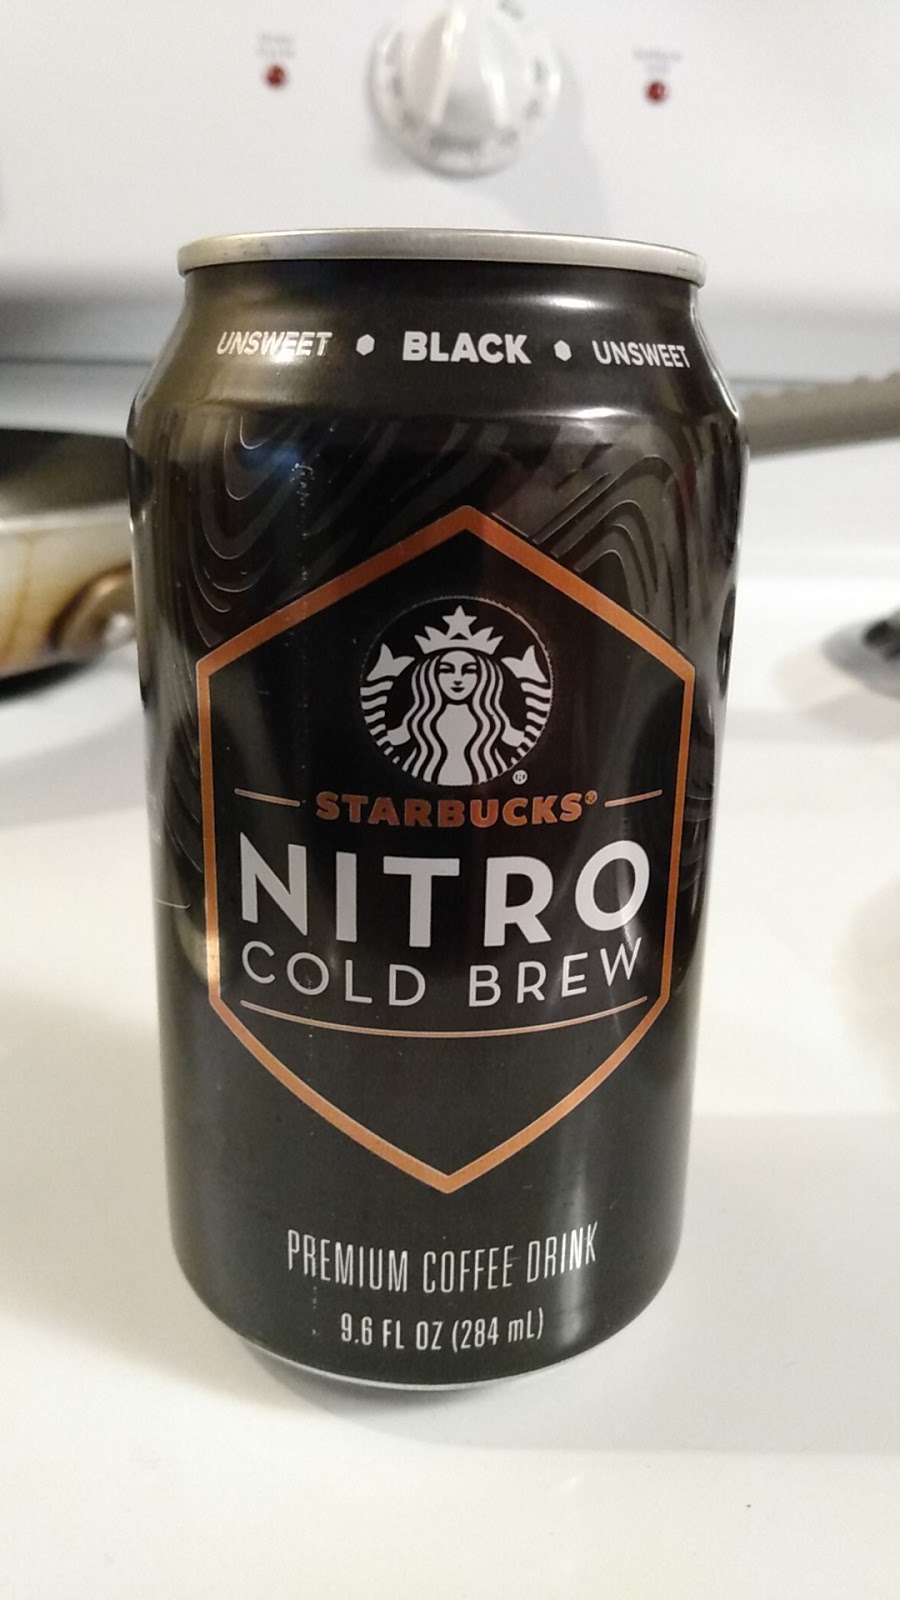 UNSWEET • BLACK • UNSWEET
STARBUCKS®
NITRO
COLD BREW
PREMIUM COFFEE DRINK
9.6 FL OZ (284 mL)